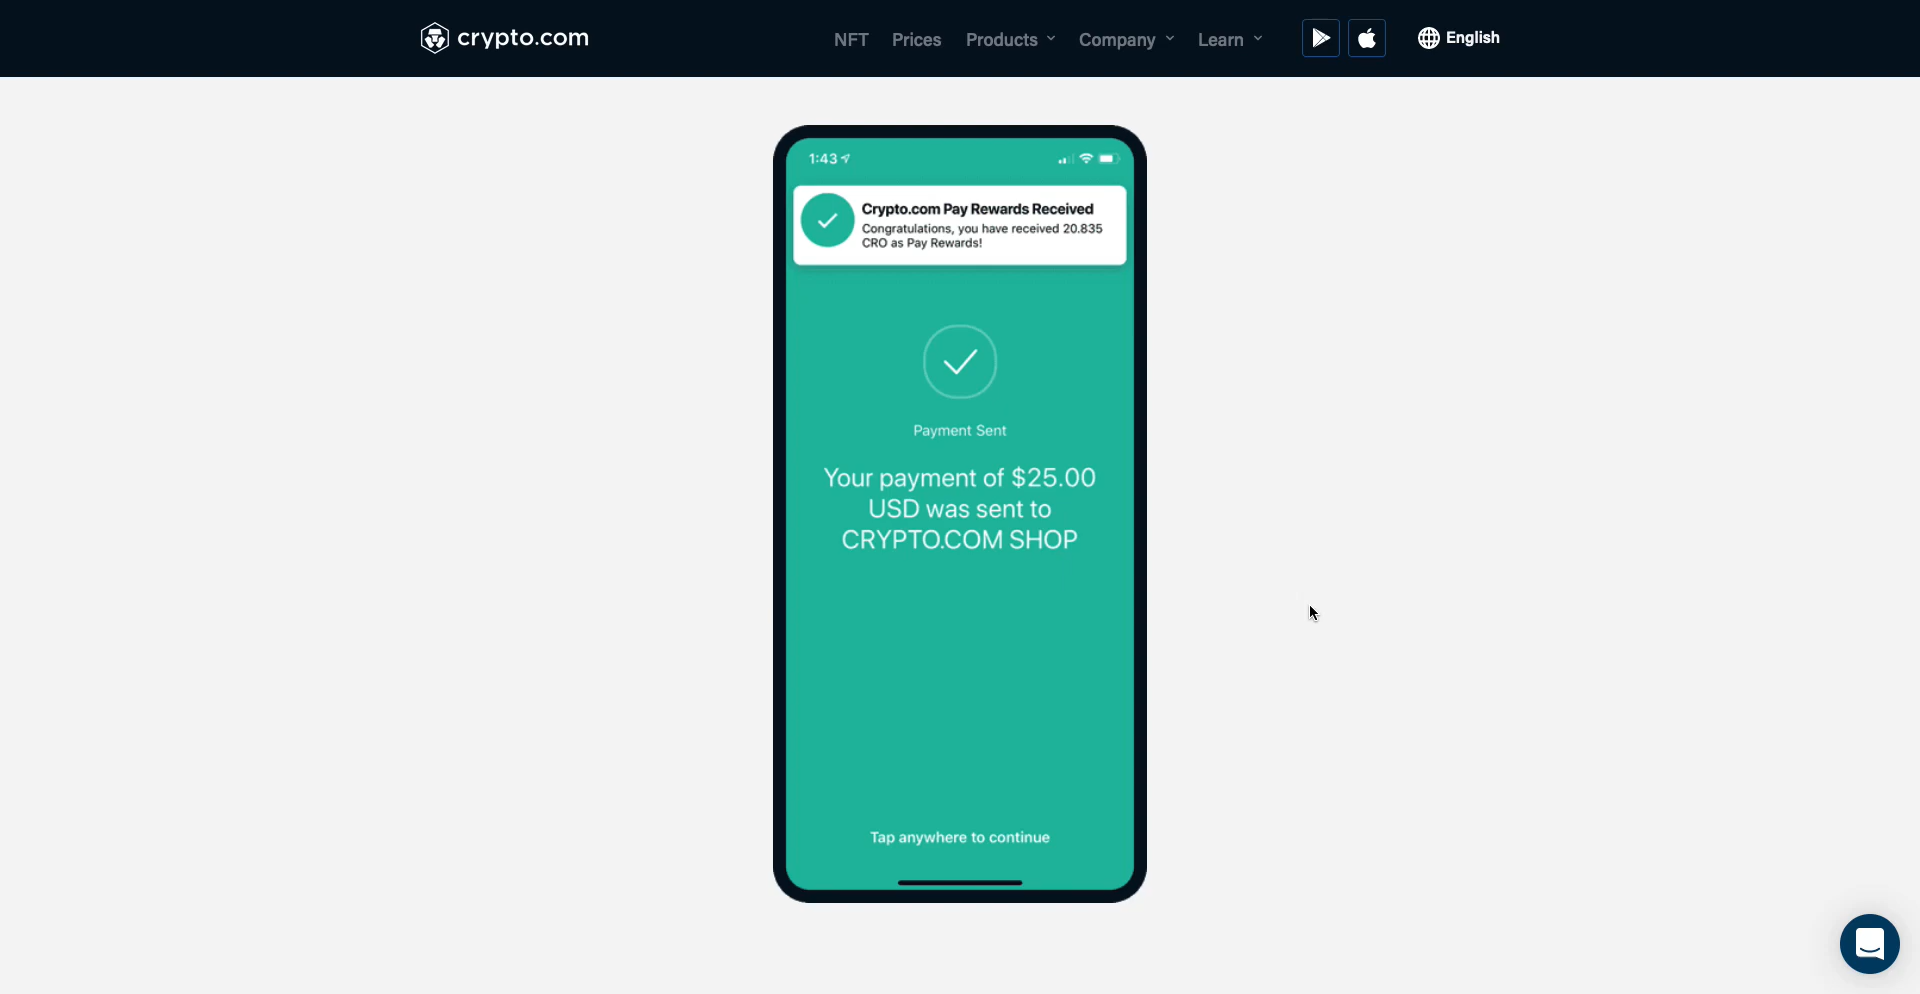 crypto.com
NFT Prices Products Company Learn English
1:43
Crypto.com Pay Rewards Received
Congratulations, you have received 20.835
CRO as Pay Rewards!
Payment Sent
Your payment of $25.00
USD was sent to
CRYPTO.COM SHOP
Tap anywhere to continue